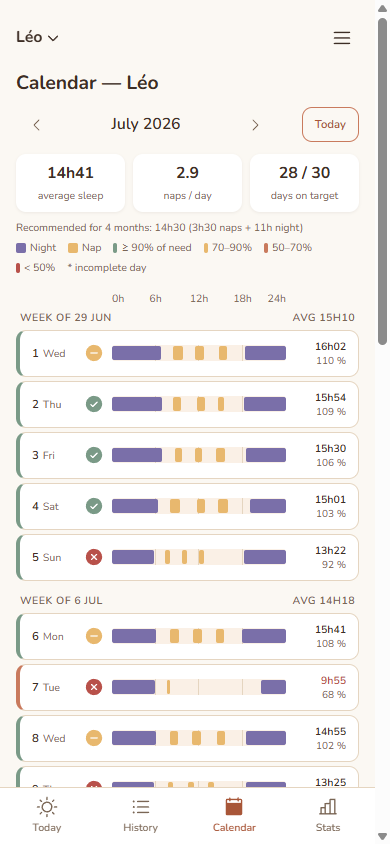 Léo
Calendar — Léo
July 2026
Today
14h41
average sleep
2.9
naps / day
28 / 30
days on target
Recommended for 4 months: 14h30 (3h30 naps + 11h night)
Night Nap ≥ 90% of need 70–90% 50–70%
< 50% * incomplete day
0h 6h 12h 18h 24h
WEEK OF 29 JUN AVG 15H10
1 Wed 16h02
110 %
2 Thu 15h54
109 %
3 Fri 15h30
106 %
4 Sat 15h01
103 %
5 Sun 13h22
92 %
WEEK OF 6 JUL AVG 14H18
6 Mon 15h41
108 %
7 Tue 9h55
68 %
8 Wed 14h55
102 %
13h25
Today History Calendar Stats